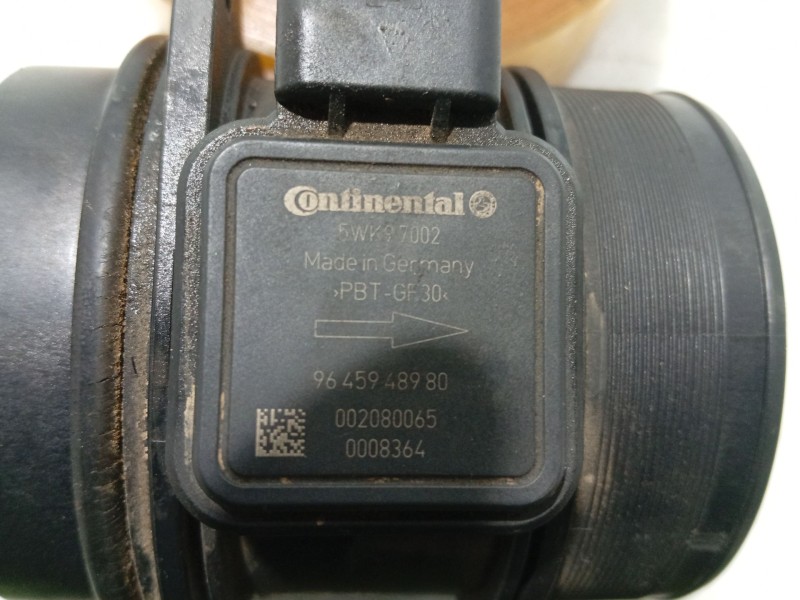 Continental
5WK97002
Made in Germany
›PBT-GF30‹
96 459 489 80
002080065
0008364